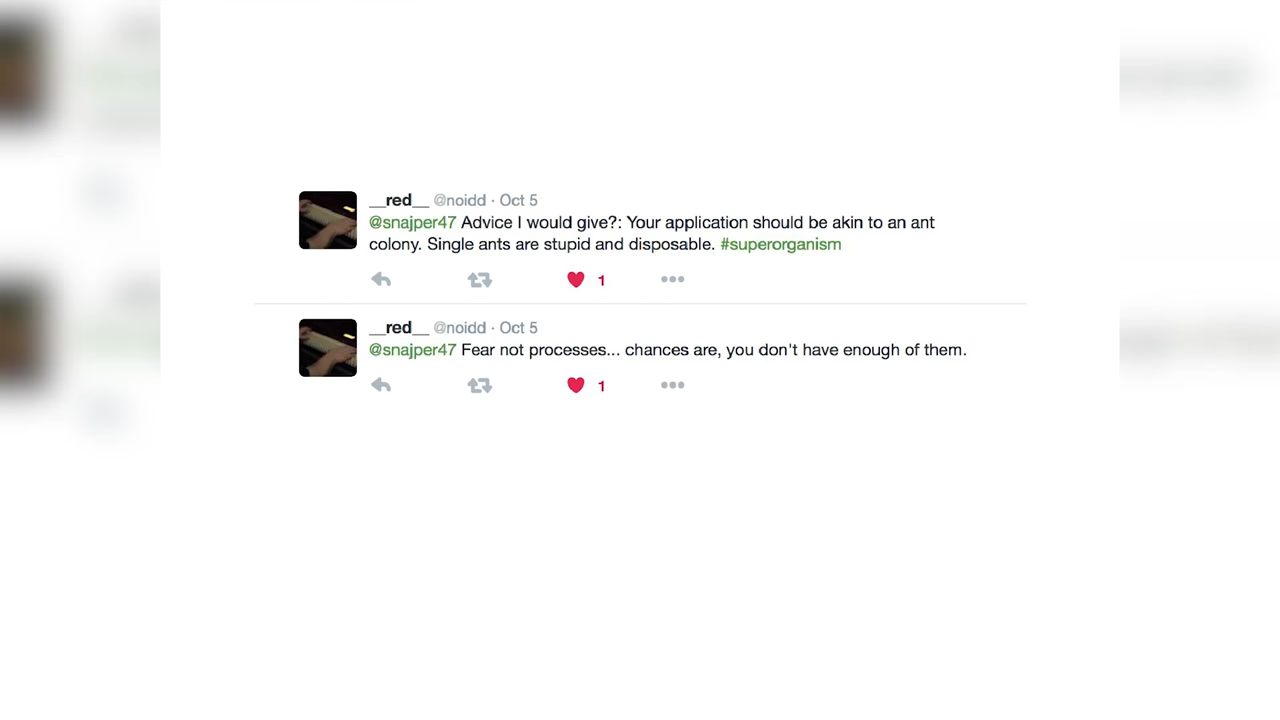 __red__ @noidd · Oct 5
@snajper47 Advice I would give?: Your application should be akin to an ant
colony. Single ants are stupid and disposable. #superorganism
1
__red__ @noidd · Oct 5
@snajper47 Fear not processes... chances are, you don't have enough of them.
1